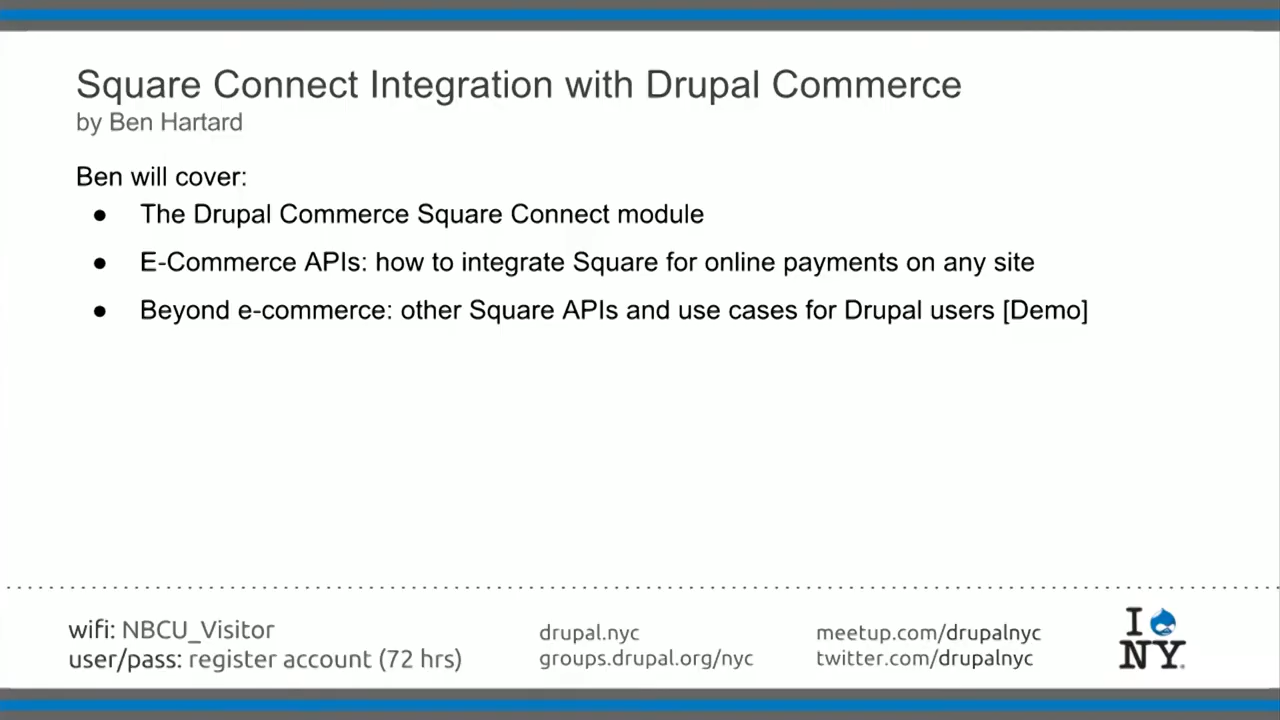 Square Connect Integration with Drupal Commerce
by Ben Hartard
Ben will cover:
● The Drupal Commerce Square Connect module
● E-Commerce APIs: how to integrate Square for online payments on any site
● Beyond e-commerce: other Square APIs and use cases for Drupal users [Demo]
wifi: NBCU_Visitor
user/pass: register account (72 hrs)
drupal.nyc
groups.drupal.org/nyc
meetup.com/drupalnyc
twitter.com/drupalnyc
I
NY.